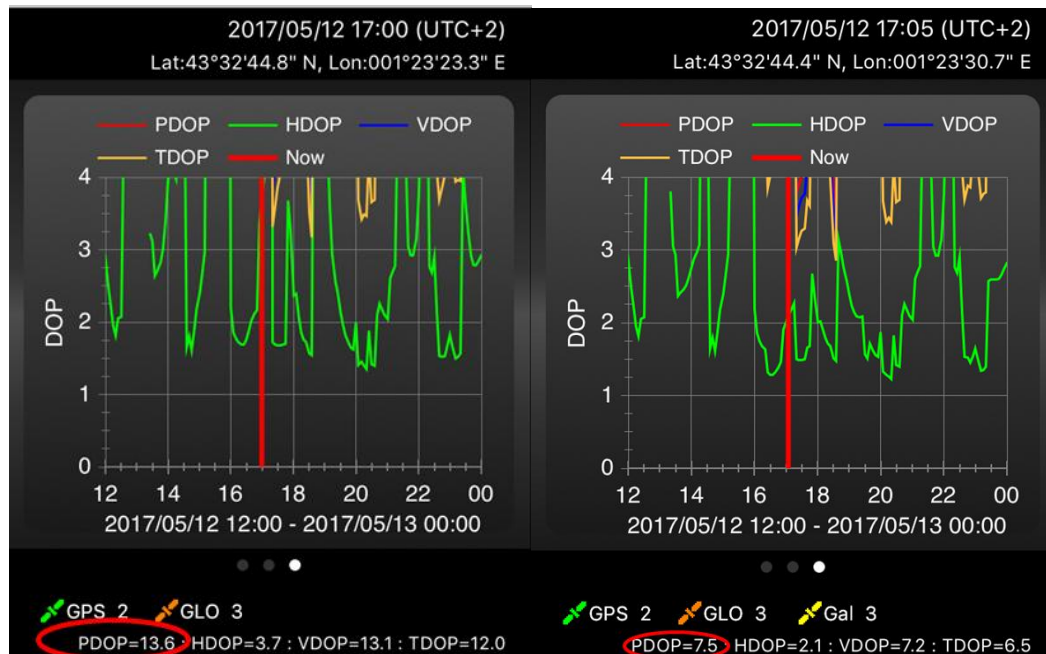 2017/05/12 17:00 (UTC+2)
Lat:43°32'44.8" N, Lon:001°23'23.3" E
PDOP HDOP VDOP
TDOP Now
4
3
2
1
0
DOP
12 14 16 18 20 22 00
2017/05/12 12:00 - 2017/05/13 00:00
GPS 2 GLO 3
PDOP=13.6 : HDOP=3.7 : VDOP=13.1 : TDOP=12.0
2017/05/12 17:05 (UTC+2)
Lat:43°32'44.4" N, Lon:001°23'30.7" E
PDOP HDOP VDOP
TDOP Now
4
3
2
1
0
DOP
12 14 16 18 20 22 00
2017/05/12 12:00 - 2017/05/13 00:00
GPS 2 GLO 3 Gal 3
PDOP=7.5 : HDOP=2.1 : VDOP=7.2 : TDOP=6.5